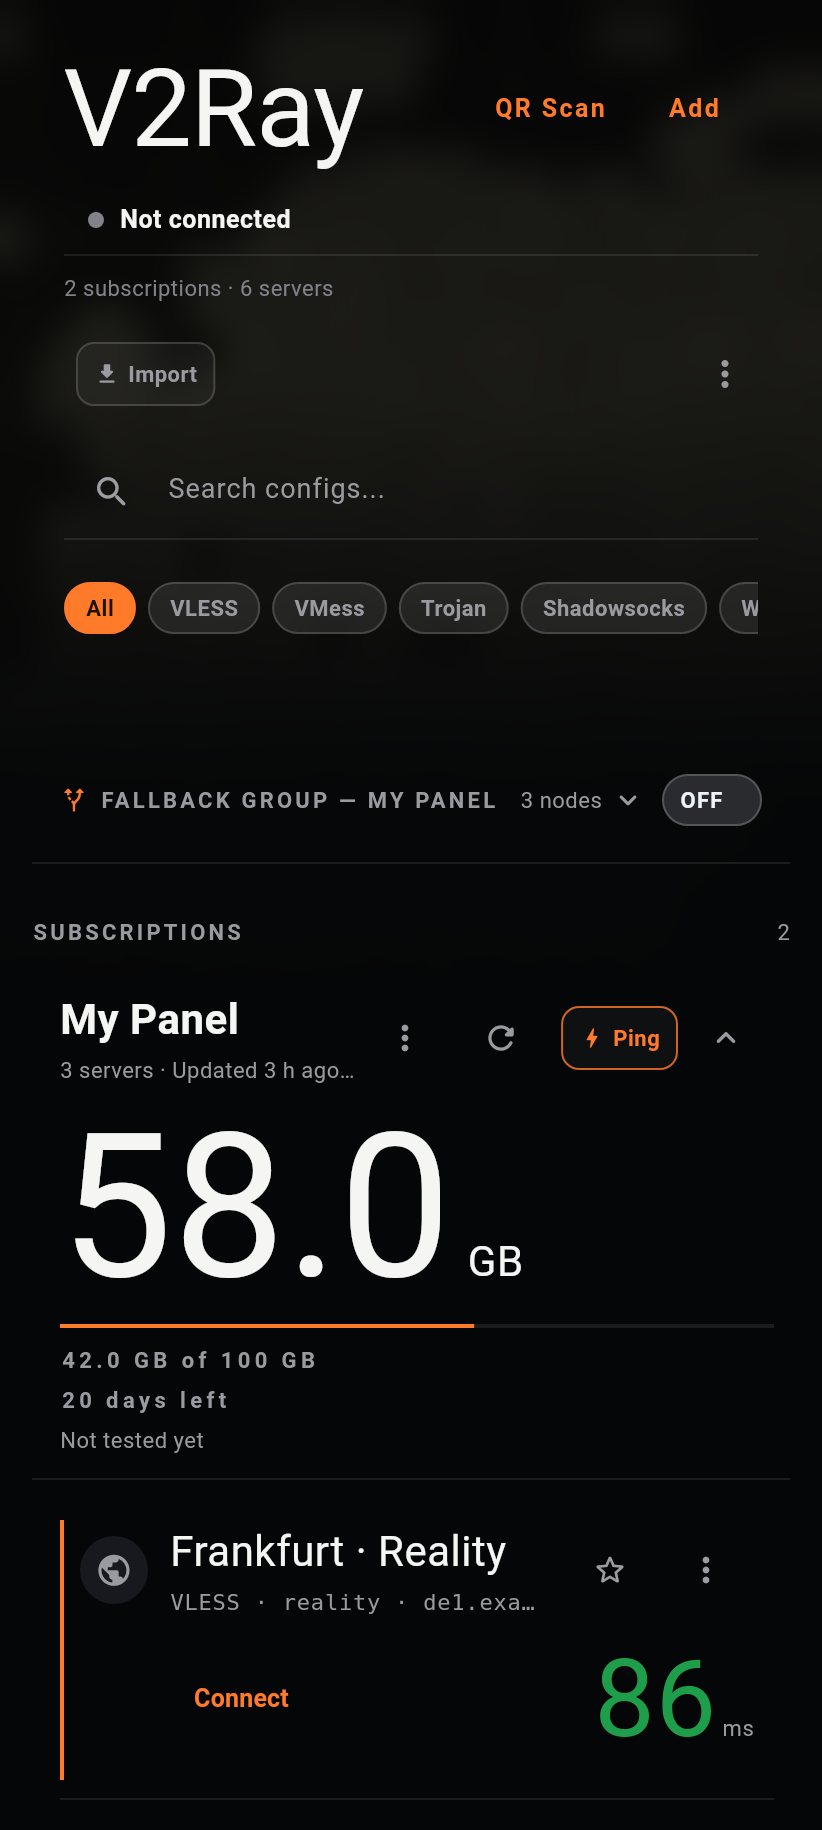 V2Ray
QR Scan
Add
Not connected
2 subscriptions · 6 servers
Import
Search configs...
All
VLESS
VMess
Trojan
Shadowsocks
W
FALLBACK GROUP — MY PANEL
3 nodes
OFF
SUBSCRIPTIONS
2
My Panel
3 servers · Updated 3 h ago…
Ping
58.0 GB
42.0 GB of 100 GB
20 days left
Not tested yet
Frankfurt · Reality
VLESS · reality · de1.exa…
Connect
86 ms